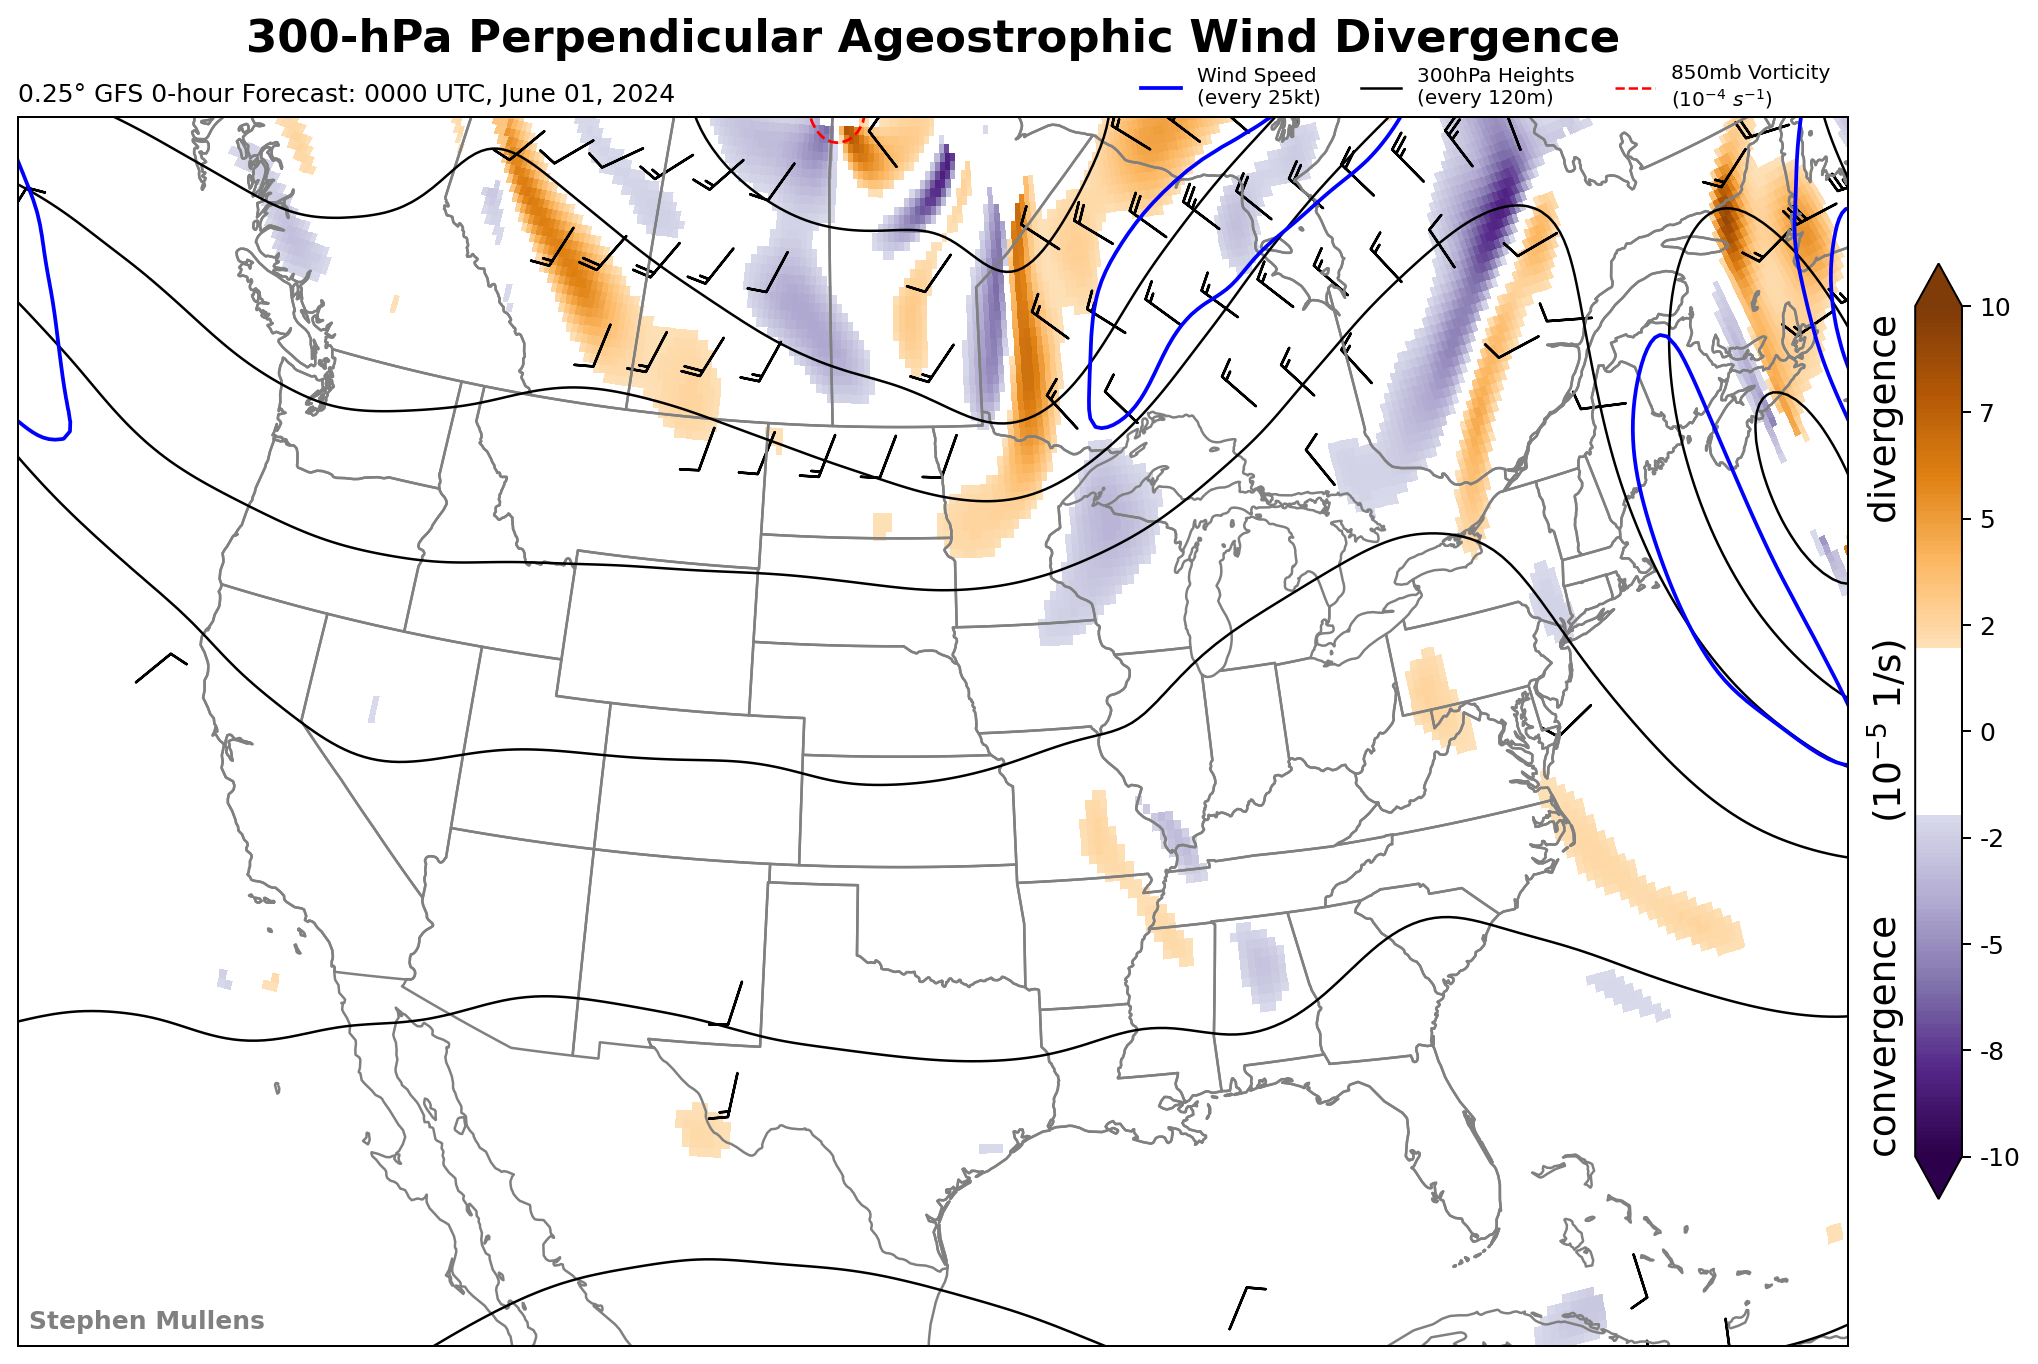 300-hPa Perpendicular Ageostrophic Wind Divergence
0.25° GFS 0-hour Forecast: 0000 UTC, June 01, 2024
Wind Speed
(every 25kt)
300hPa Heights
(every 120m)
850mb Vorticity
(10⁻⁴ s⁻¹)
10
7
5
2
0
-2
-5
-8
-10
convergence (10⁻⁵ 1/s) divergence
Stephen Mullens